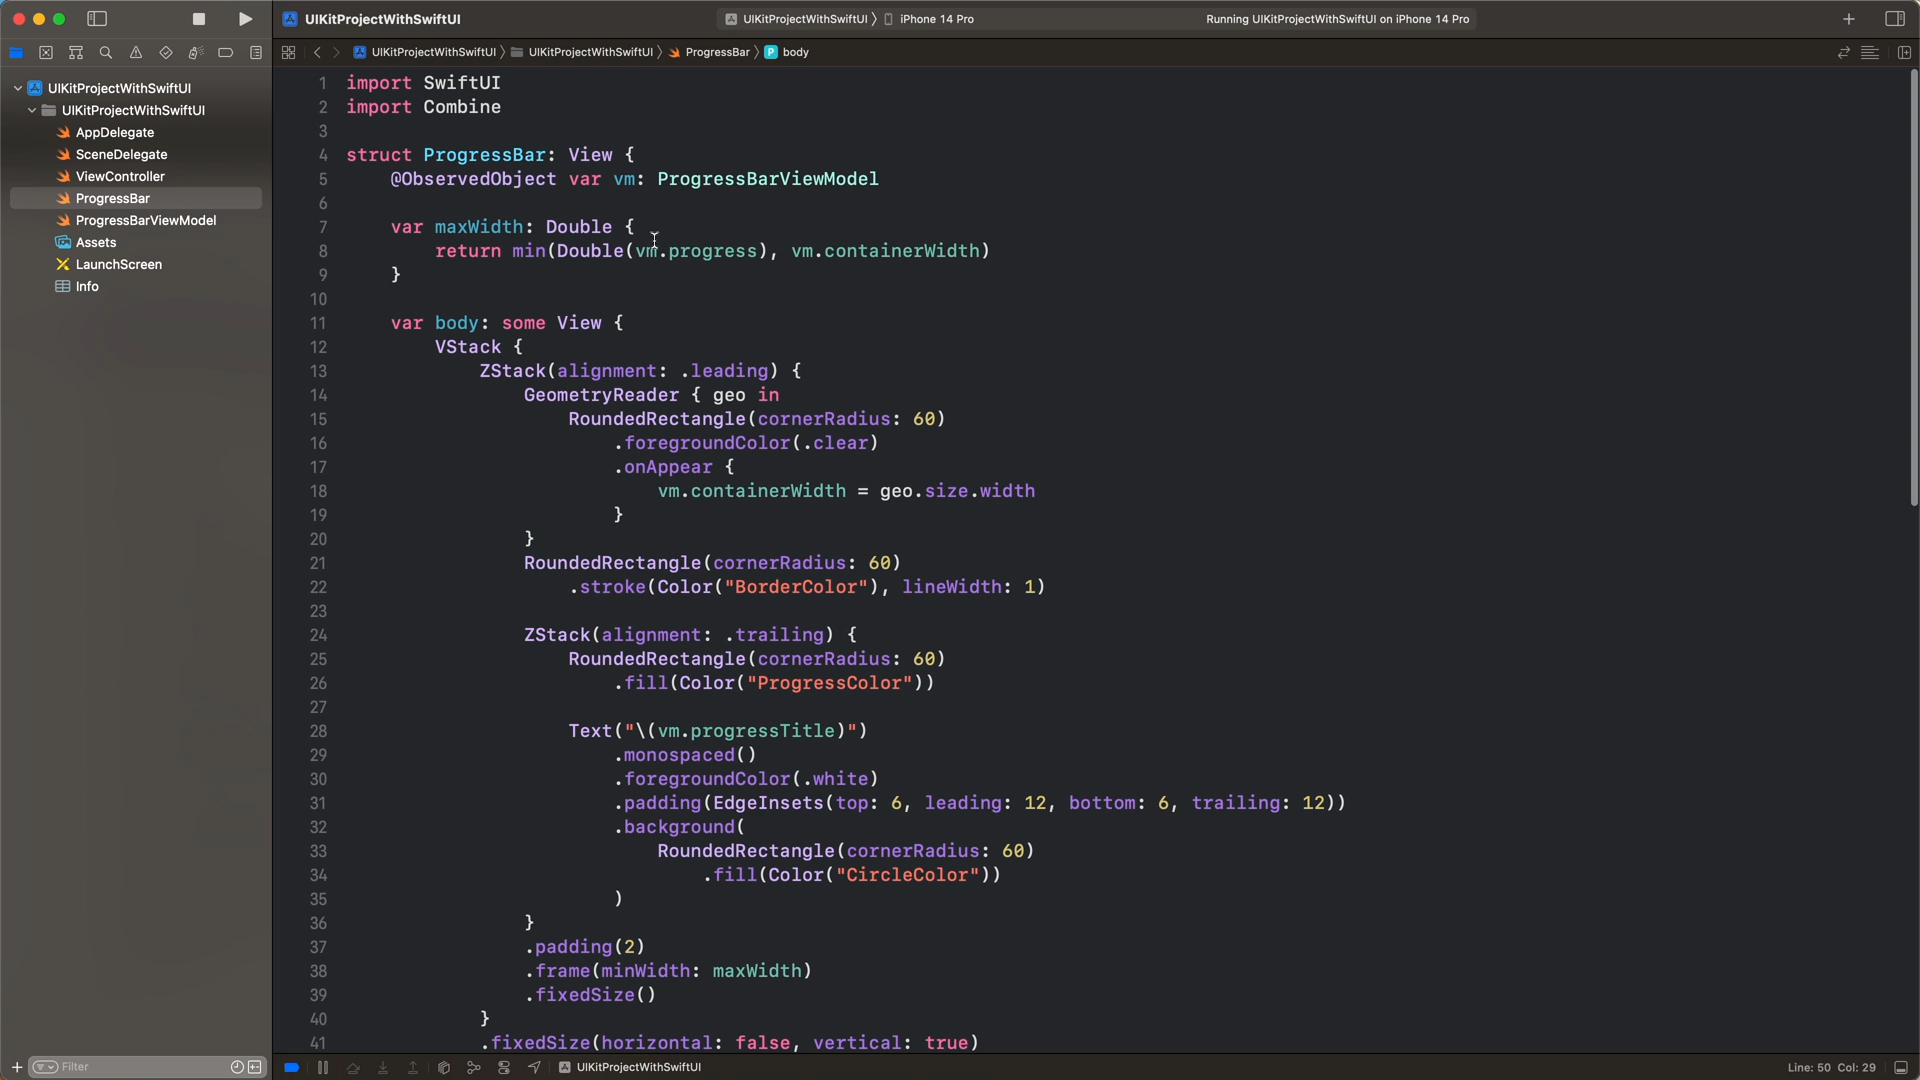 UIKitProjectWithSwiftUI
UIKitProjectWithSwiftUI
iPhone 14 Pro
Running UIKitProjectWithSwiftUI on iPhone 14 Pro
UIKitProjectWithSwiftUI
UIKitProjectWithSwiftUI
ProgressBar
P
body
UIKitProjectWithSwiftUI
UIKitProjectWithSwiftUI
AppDelegate
SceneDelegate
ViewController
ProgressBar
ProgressBarViewModel
Assets
LaunchScreen
Info
1 import SwiftUI
2 import Combine
3
4 struct ProgressBar: View {
5 @ObservedObject var vm: ProgressBarViewModel
6
7 var maxWidth: Double {
8 return min(Double(vm.progress), vm.containerWidth)
9 }
10
11 var body: some View {
12 VStack {
13 ZStack(alignment: .leading) {
14 GeometryReader { geo in
15 RoundedRectangle(cornerRadius: 60)
16 .foregroundColor(.clear)
17 .onAppear {
18 vm.containerWidth = geo.size.width
19 }
20 }
21 RoundedRectangle(cornerRadius: 60)
22 .stroke(Color("BorderColor"), lineWidth: 1)
23
24 ZStack(alignment: .trailing) {
25 RoundedRectangle(cornerRadius: 60)
26 .fill(Color("ProgressColor"))
27
28 Text("\(vm.progressTitle)")
29 .monospaced()
30 .foregroundColor(.white)
31 .padding(EdgeInsets(top: 6, leading: 12, bottom: 6, trailing: 12))
32 .background(
33 RoundedRectangle(cornerRadius: 60)
34 .fill(Color("CircleColor"))
35 )
36 }
37 .padding(2)
38 .frame(minWidth: maxWidth)
39 .fixedSize()
40 }
41 .fixedSize(horizontal: false, vertical: true)
Filter
UIKitProjectWithSwiftUI
Line: 50 Col: 29